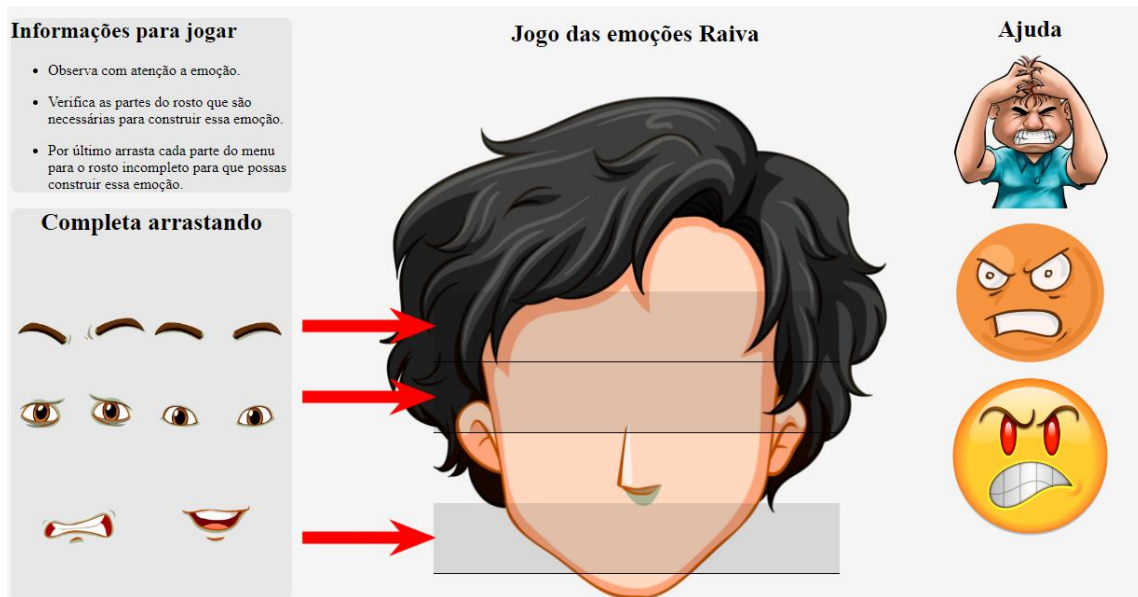 Informações para jogar
Observa com atenção a emoção.
Verifica as partes do rosto que são
necessárias para construir essa emoção.
Por último arrasta cada parte do menu
para o rosto incompleto para que possas
construir essa emoção.
Completa arrastando
Jogo das emoções Raiva
Ajuda